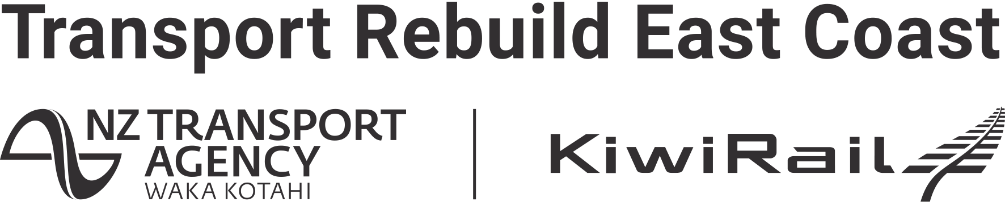 Transport Rebuild East Coast
NZ TRANSPORT
AGENCY
WAKA KOTAHI
KiwiRail